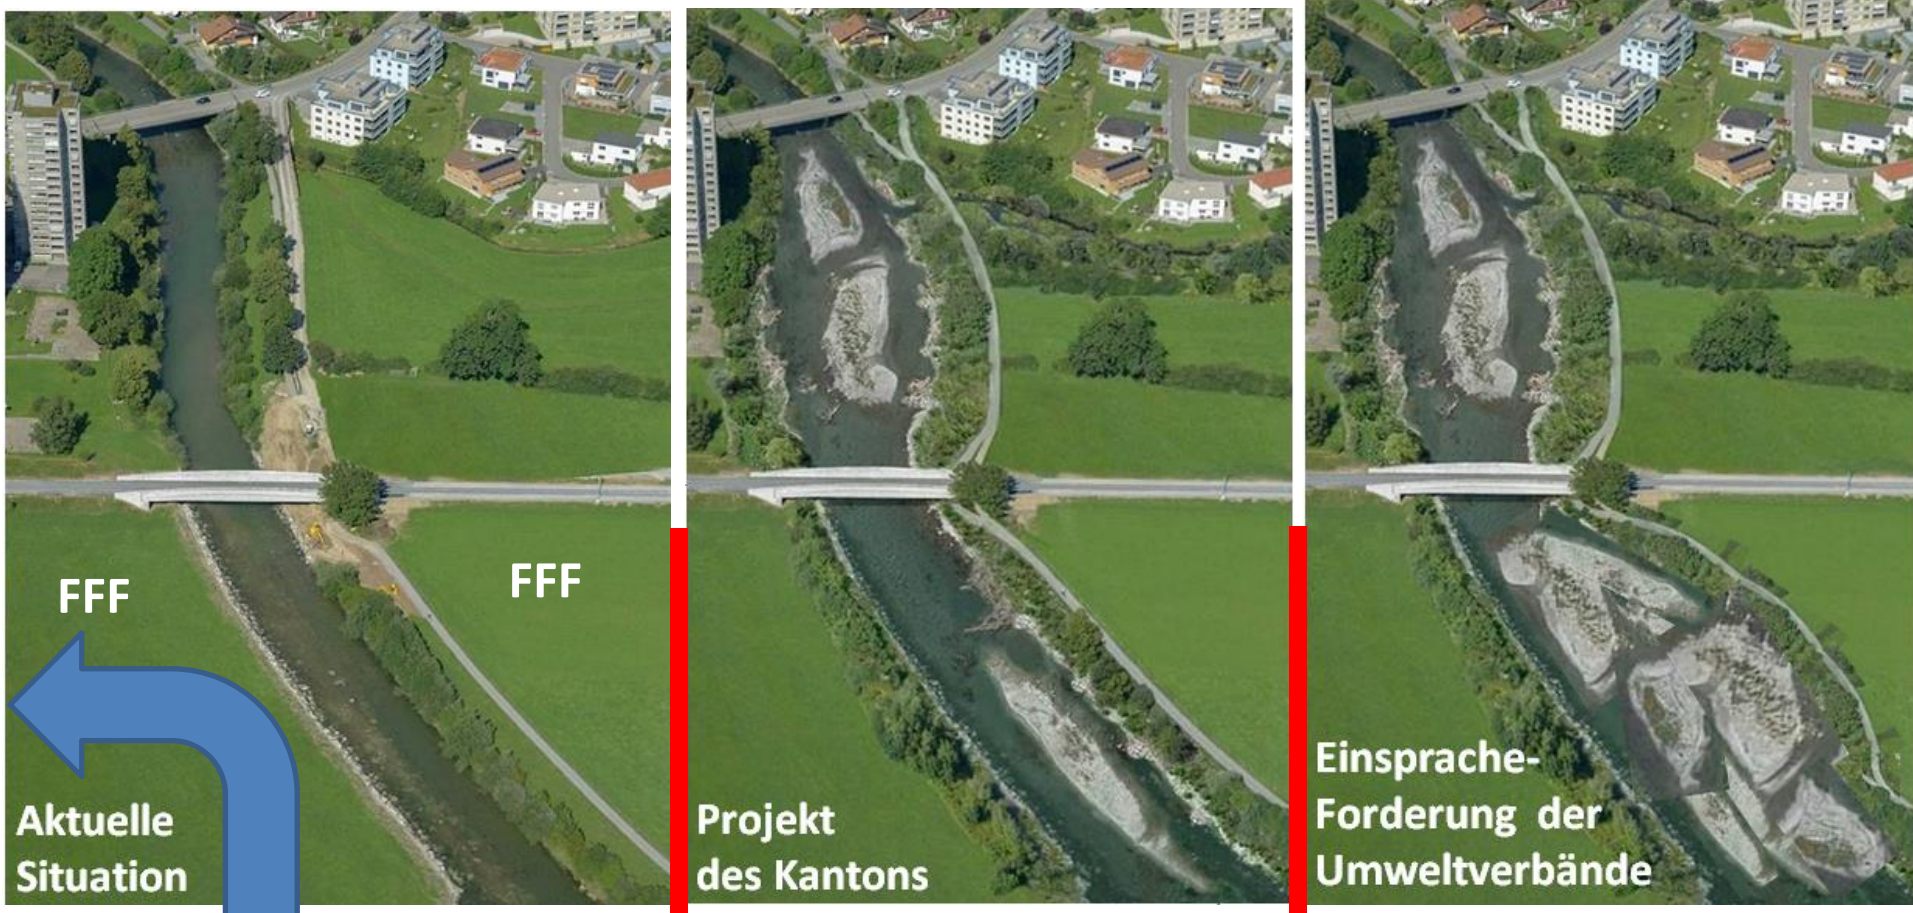 FFF
FFF
Aktuelle
Situation
Projekt
des Kantons
Einsprache-
Forderung der
Umweltverbände